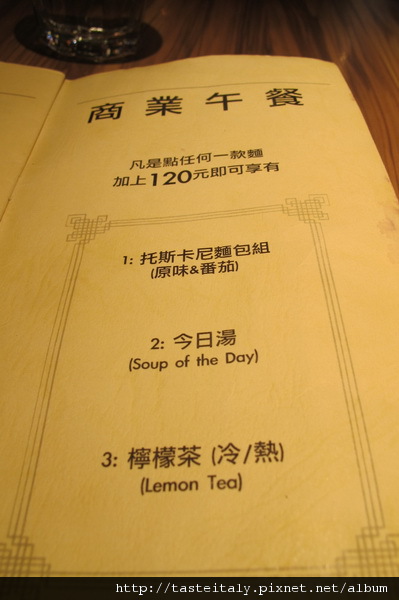 商業午餐
凡是點任何一款麵
加上120元即可享有
1: 托斯卡尼麵包組
(原味&番茄)
2: 今日湯
(Soup of the Day)
3: 檸檬茶 (冷/熱)
(Lemon Tea)
http://tasteitaly.pixnet.net/album